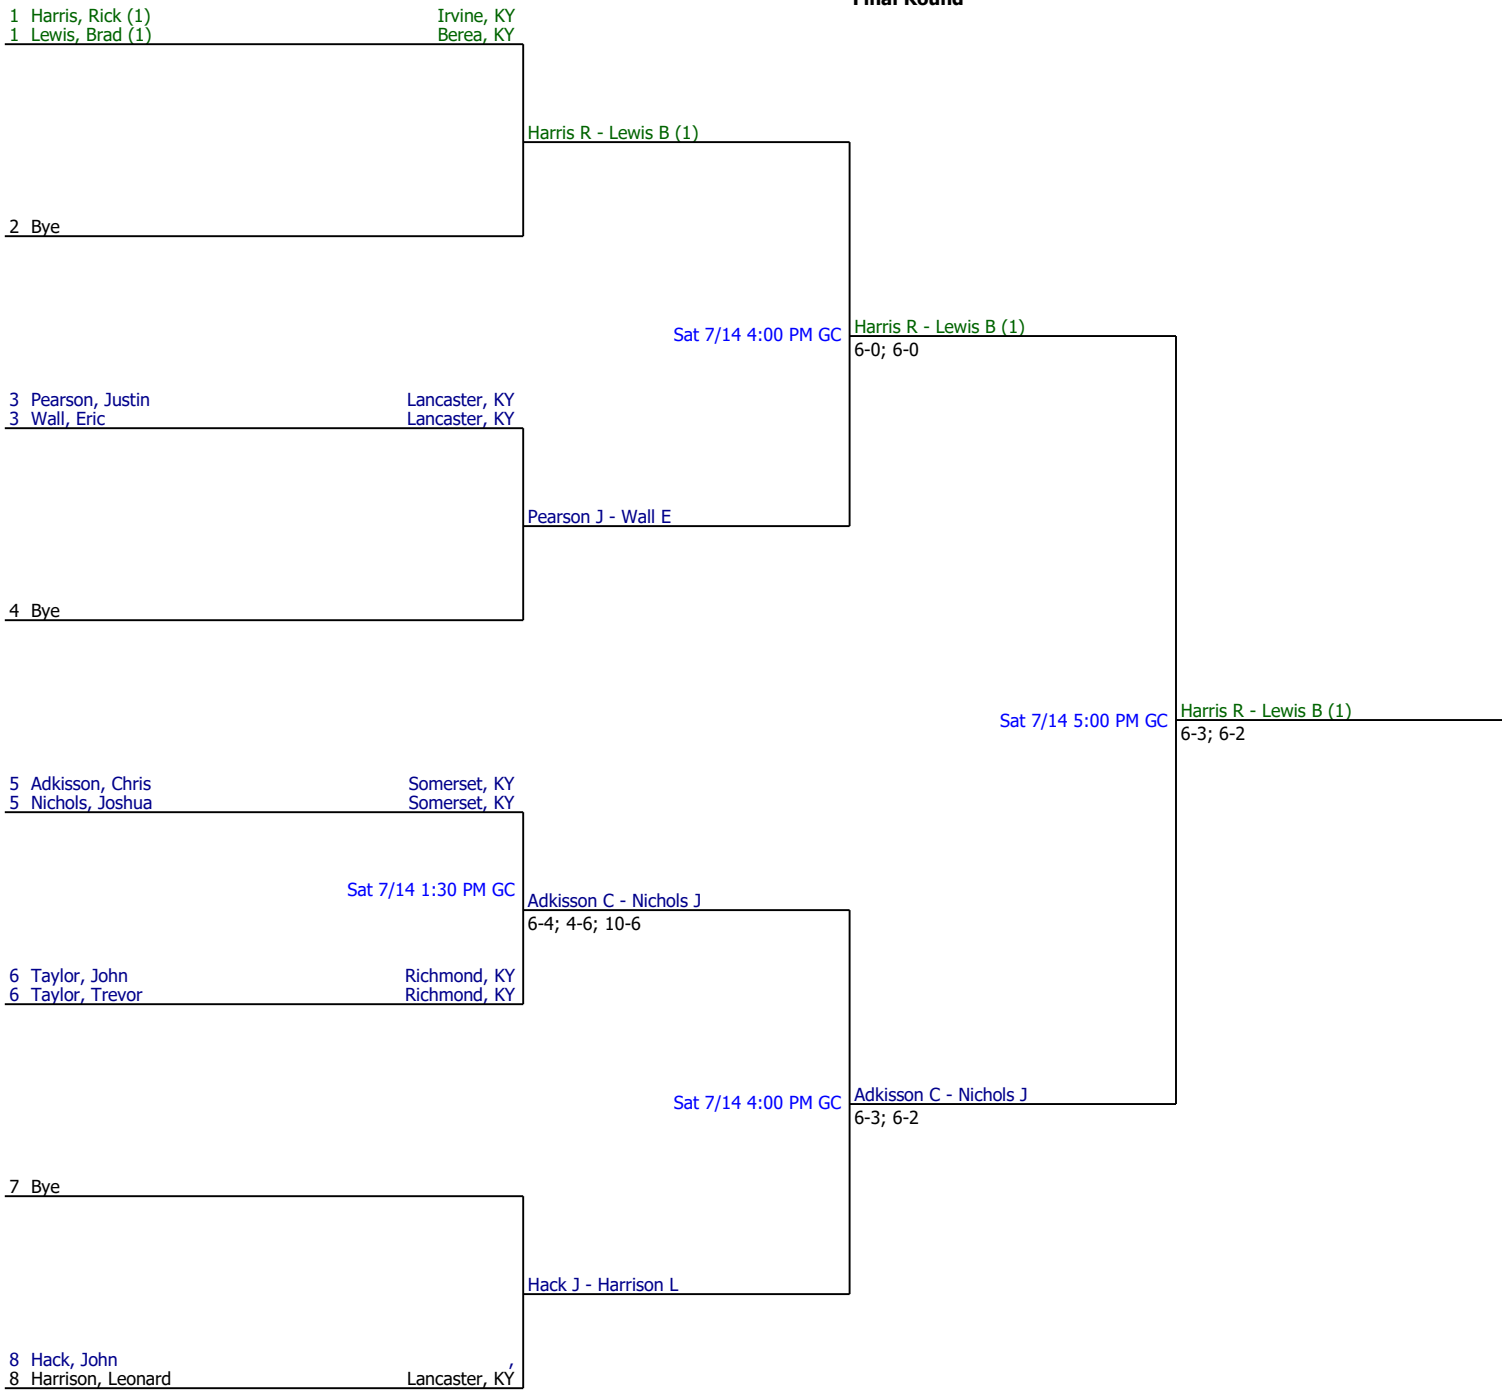 Final Round
1 Harris, Rick (1) Irvine, KY
1 Lewis, Brad (1) Berea, KY
Harris R - Lewis B (1)
2 Bye
Sat 7/14 4:00 PM GC
Harris R - Lewis B (1)
6-0; 6-0
3 Pearson, Justin Lancaster, KY
3 Wall, Eric Lancaster, KY
Pearson J - Wall E
4 Bye
Sat 7/14 5:00 PM GC
Harris R - Lewis B (1)
6-3; 6-2
5 Adkisson, Chris Somerset, KY
5 Nichols, Joshua Somerset, KY
Sat 7/14 1:30 PM GC
Adkisson C - Nichols J
6-4; 4-6; 10-6
6 Taylor, John Richmond, KY
6 Taylor, Trevor Richmond, KY
Sat 7/14 4:00 PM GC
Adkisson C - Nichols J
6-3; 6-2
7 Bye
Hack J - Harrison L
8 Hack, John ,
8 Harrison, Leonard Lancaster, KY